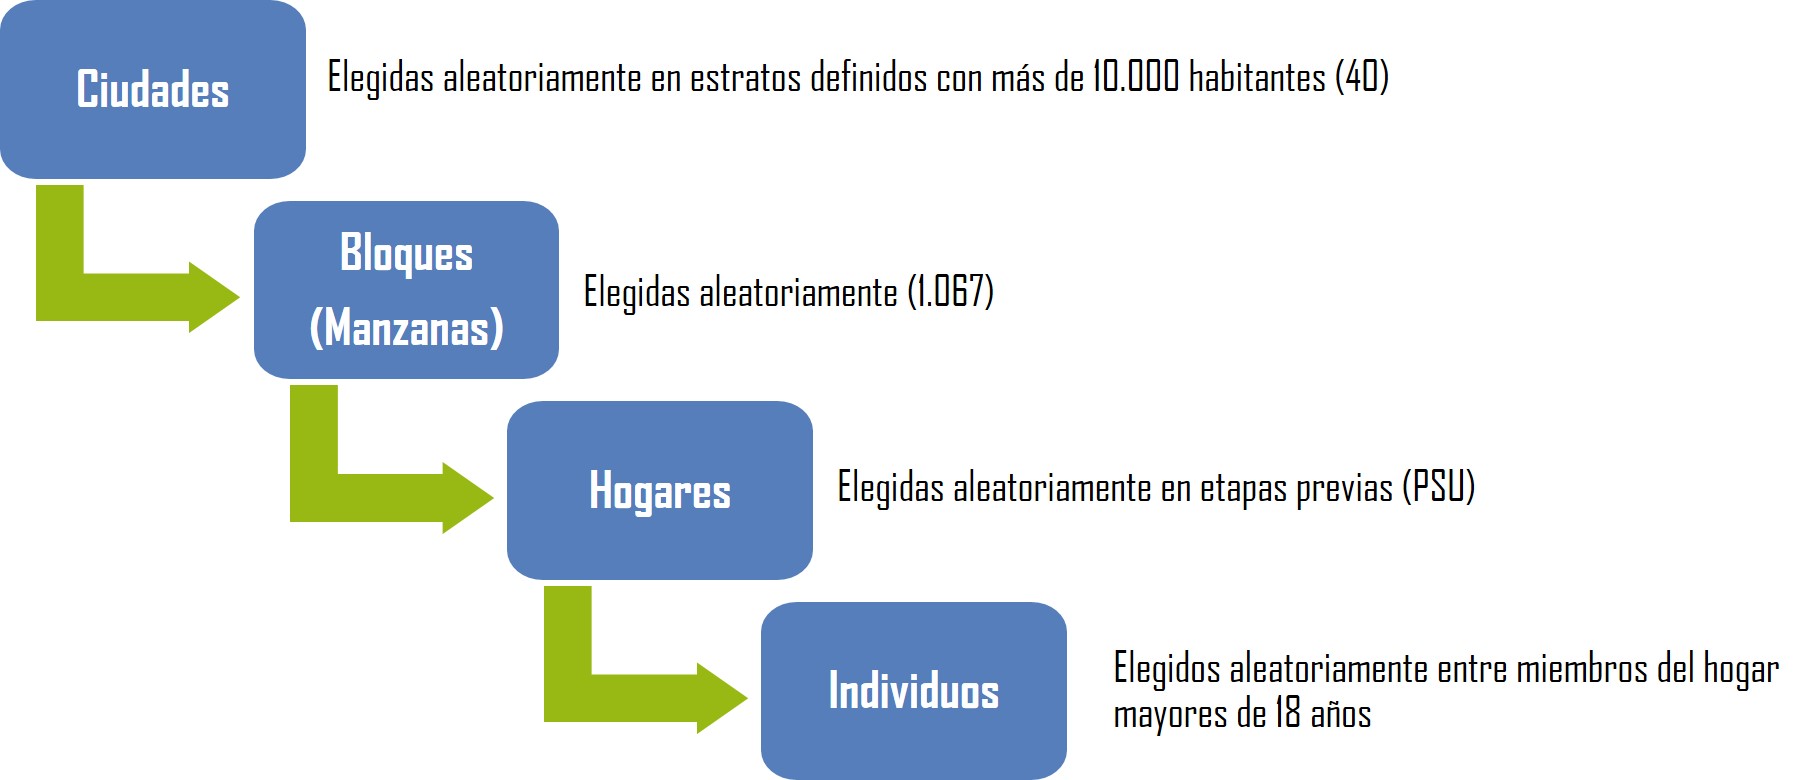 Ciudades
Elegidas aleatoriamente en estratos definidos con más de 10.000 habitantes (40)
Bloques
(Manzanas)
Elegidas aleatoriamente (1.067)
Hogares
Elegidas aleatoriamente en etapas previas (PSU)
Individuos
Elegidos aleatoriamente entre miembros del hogar
mayores de 18 años